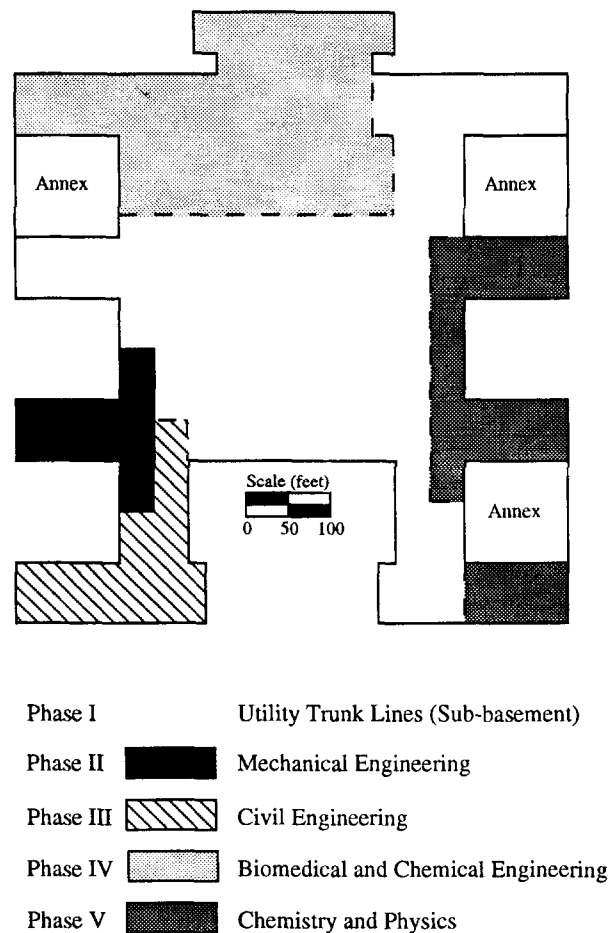 Annex
Annex
Scale (feet)
0 50 100
Annex
Phase I Utility Trunk Lines (Sub-basement)
Phase II Mechanical Engineering
Phase III Civil Engineering
Phase IV Biomedical and Chemical Engineering
Phase V Chemistry and Physics